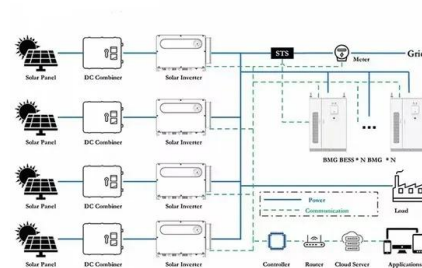 STS
Meter
Grid
Solar Panel DC Combiner Solar Inverter
Solar Panel DC Combiner Solar Inverter
BMG BESS * N BMG * N
Solar Panel DC Combiner Solar Inverter
Power
Communication
Load
Solar Panel DC Combiner Solar Inverter
Controller Router Cloud Server Applications